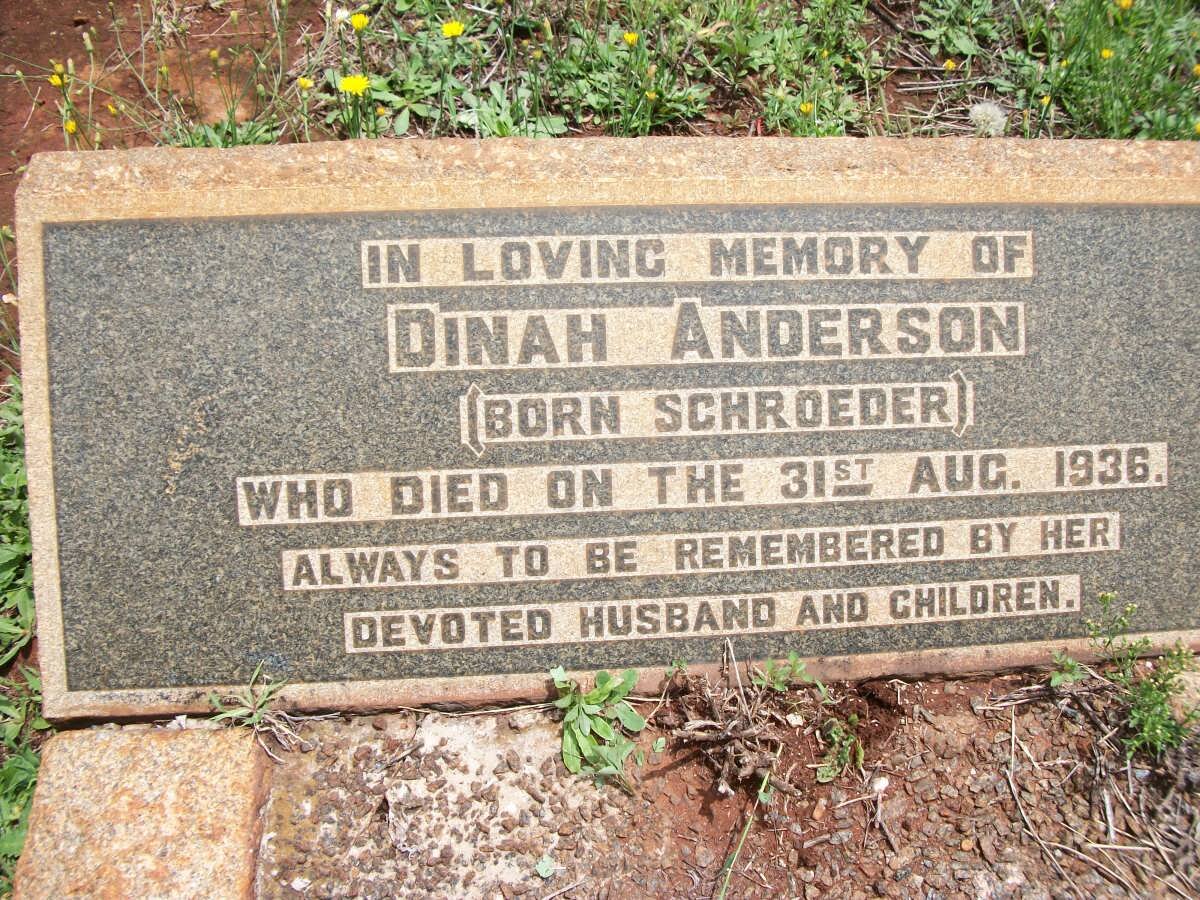 IN LOVING MEMORY OF
DINAH ANDERSON
(BORN SCHROEDER)
WHO DIED ON THE 31ST AUG. 1936.
ALWAYS TO BE REMEMBERED BY HER
DEVOTED HUSBAND AND CHILDREN.